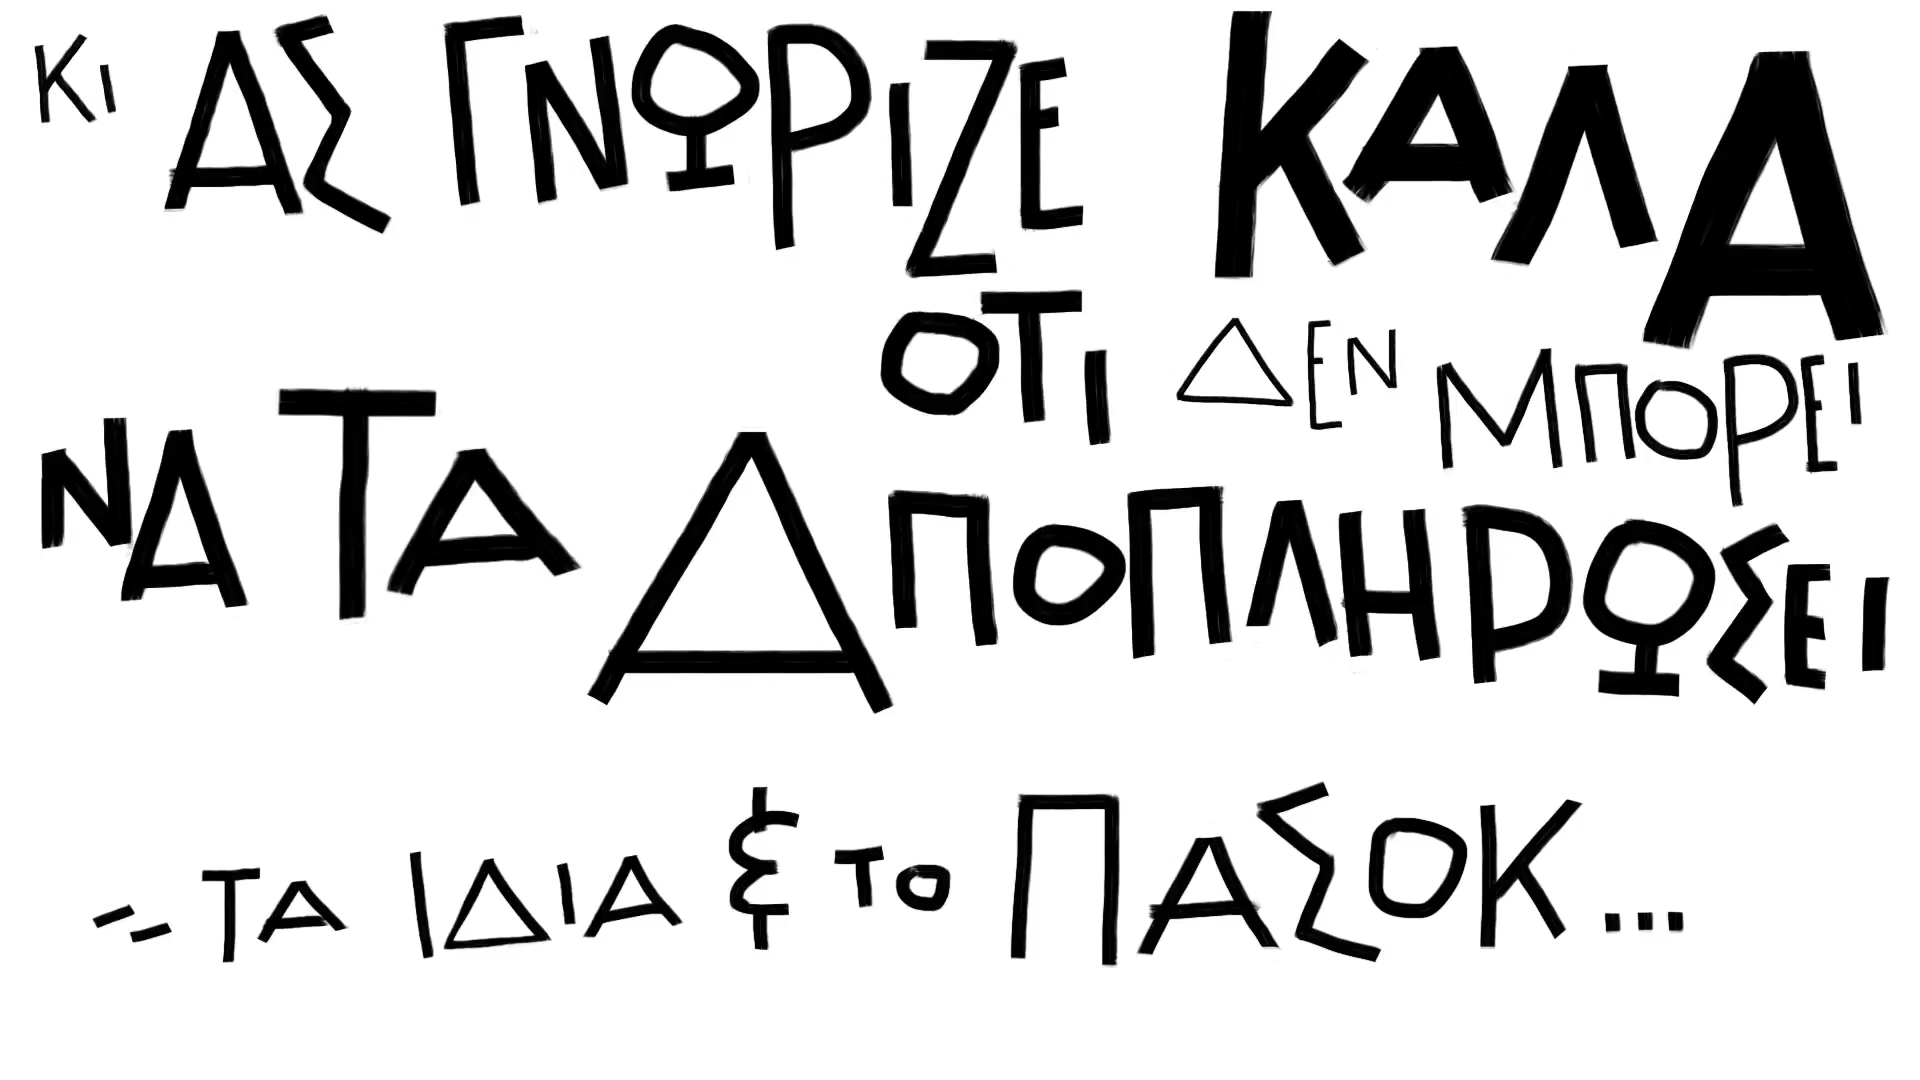 ΚΙ ΑΣ ΓΝΩΡΙΖΕ ΚΑΛΑ
ΟΤΙ ΔΕΝ ΜΠΟΡΕΙ
ΝΑ ΤΑ ΑΠΟΠΛΗΡΩΣΕΙ
-- ΤΑ ΙΔΙΑ & ΤΟ ΠΑΣΟΚ...